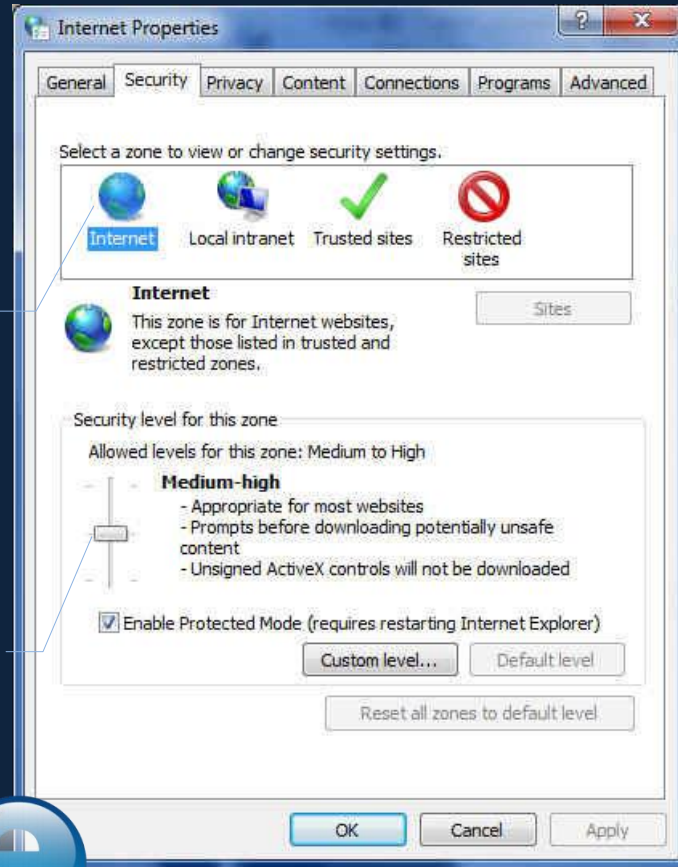 Internet Properties
General Security Privacy Content Connections Programs Advanced
Select a zone to view or change security settings.
Internet Local intranet Trusted sites Restricted sites
Internet
Sites
This zone is for Internet websites,
except those listed in trusted and
restricted zones.
Security level for this zone
Allowed levels for this zone: Medium to High
Medium-high
- Appropriate for most websites
- Prompts before downloading potentially unsafe
content
- Unsigned ActiveX controls will not be downloaded
Enable Protected Mode (requires restarting Internet Explorer)
Custom level... Default level
Reset all zones to default level
OK Cancel Apply